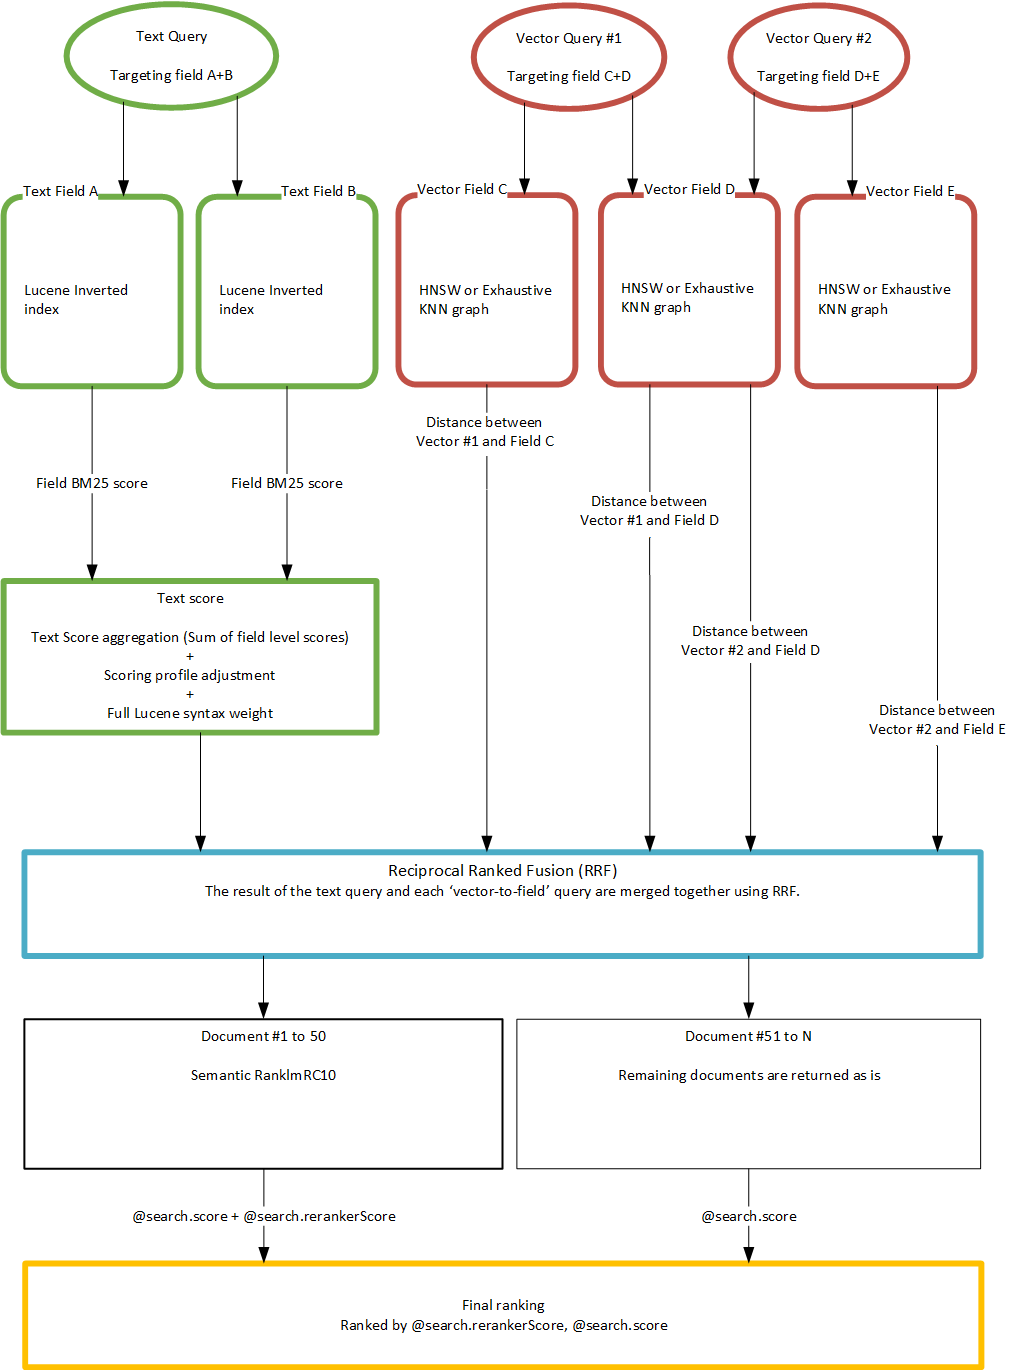 Text Query
Targeting field A+B
Vector Query #1
Targeting field C+D
Vector Query #2
Targeting field D+E
Text Field A
Text Field B
Vector Field C
Vector Field D
Vector Field E
Lucene Inverted
index
Lucene Inverted
index
HNSW or Exhaustive
KNN graph
HNSW or Exhaustive
KNN graph
HNSW or Exhaustive
KNN graph
Distance between
Vector #1 and Field C
Field BM25 score
Field BM25 score
Distance between
Vector #1 and Field D
Text score
Text Score aggregation (Sum of field level scores)
+
Scoring profile adjustment
+
Full Lucene syntax weight
Distance between
Vector #2 and Field D
Distance between
Vector #2 and Field E
Reciprocal Ranked Fusion (RRF)
The result of the text query and each ‘vector-to-field’ query are merged together using RRF.
Document #1 to 50
Semantic RanklmRC10
Document #51 to N
Remaining documents are returned as is
@search.score + @search.rerankerScore
@search.score
Final ranking
Ranked by @search.rerankerScore, @search.score